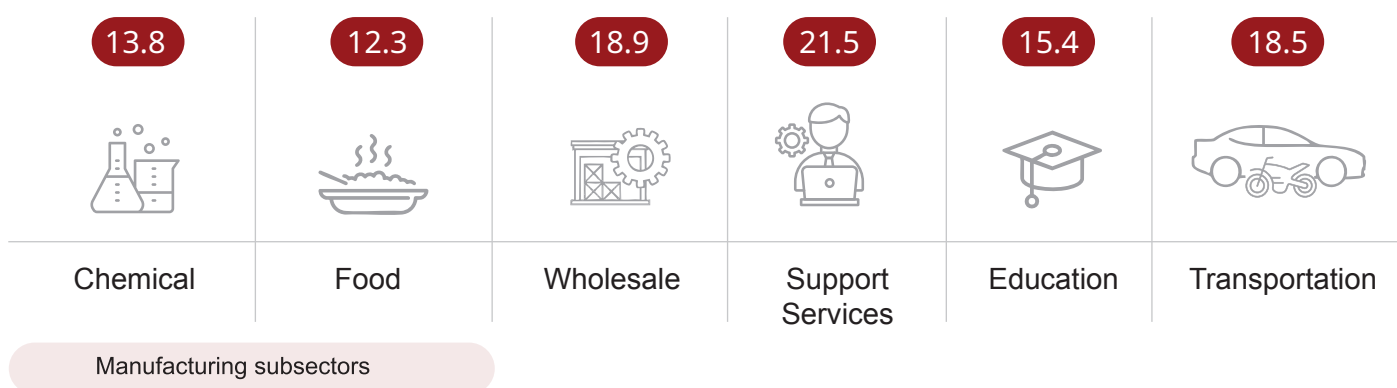 13.8 12.3 18.9 21.5 15.4 18.5
Chemical Food Wholesale Support Education Transportation
Services
Manufacturing subsectors